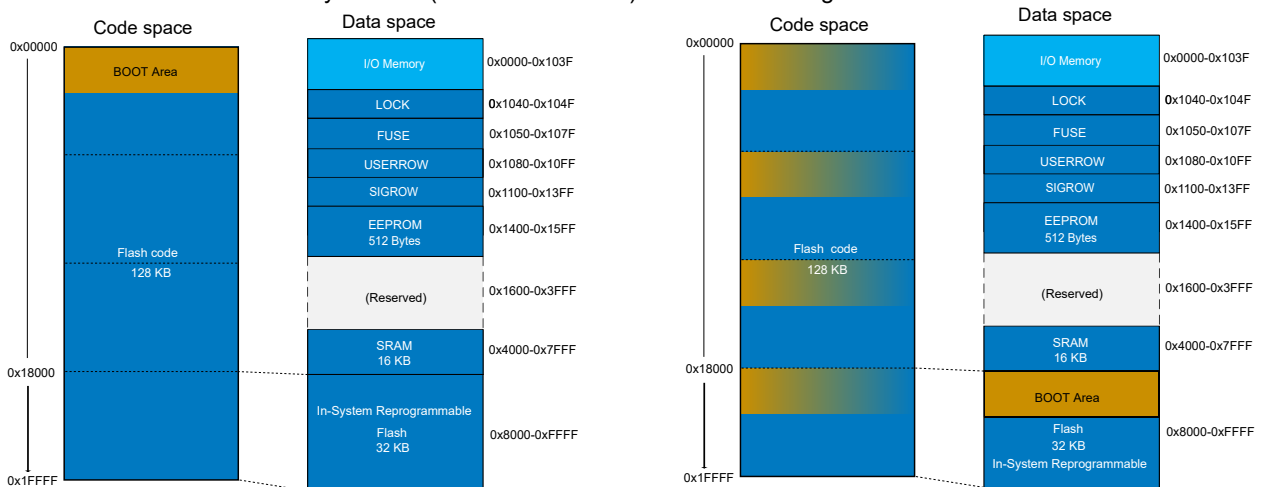 Code space
Data space
0x00000
BOOT Area
Flash code
128 KB
0x18000
0x1FFFF
I/O Memory
0x0000-0x103F
LOCK
0x1040-0x104F
FUSE
0x1050-0x107F
USERROW
0x1080-0x10FF
SIGROW
0x1100-0x13FF
EEPROM
512 Bytes
0x1400-0x15FF
(Reserved)
0x1600-0x3FFF
SRAM
16 KB
0x4000-0x7FFF
In-System Reprogrammable
Flash
32 KB
0x8000-0xFFFF
Code space
Data space
0x00000
Flash code
128 KB
0x18000
0x1FFFF
I/O Memory
0x0000-0x103F
LOCK
0x1040-0x104F
FUSE
0x1050-0x107F
USERROW
0x1080-0x10FF
SIGROW
0x1100-0x13FF
EEPROM
512 Bytes
0x1400-0x15FF
(Reserved)
0x1600-0x3FFF
SRAM
16 KB
0x4000-0x7FFF
BOOT Area
Flash
32 KB
In-System Reprogrammable
0x8000-0xFFFF